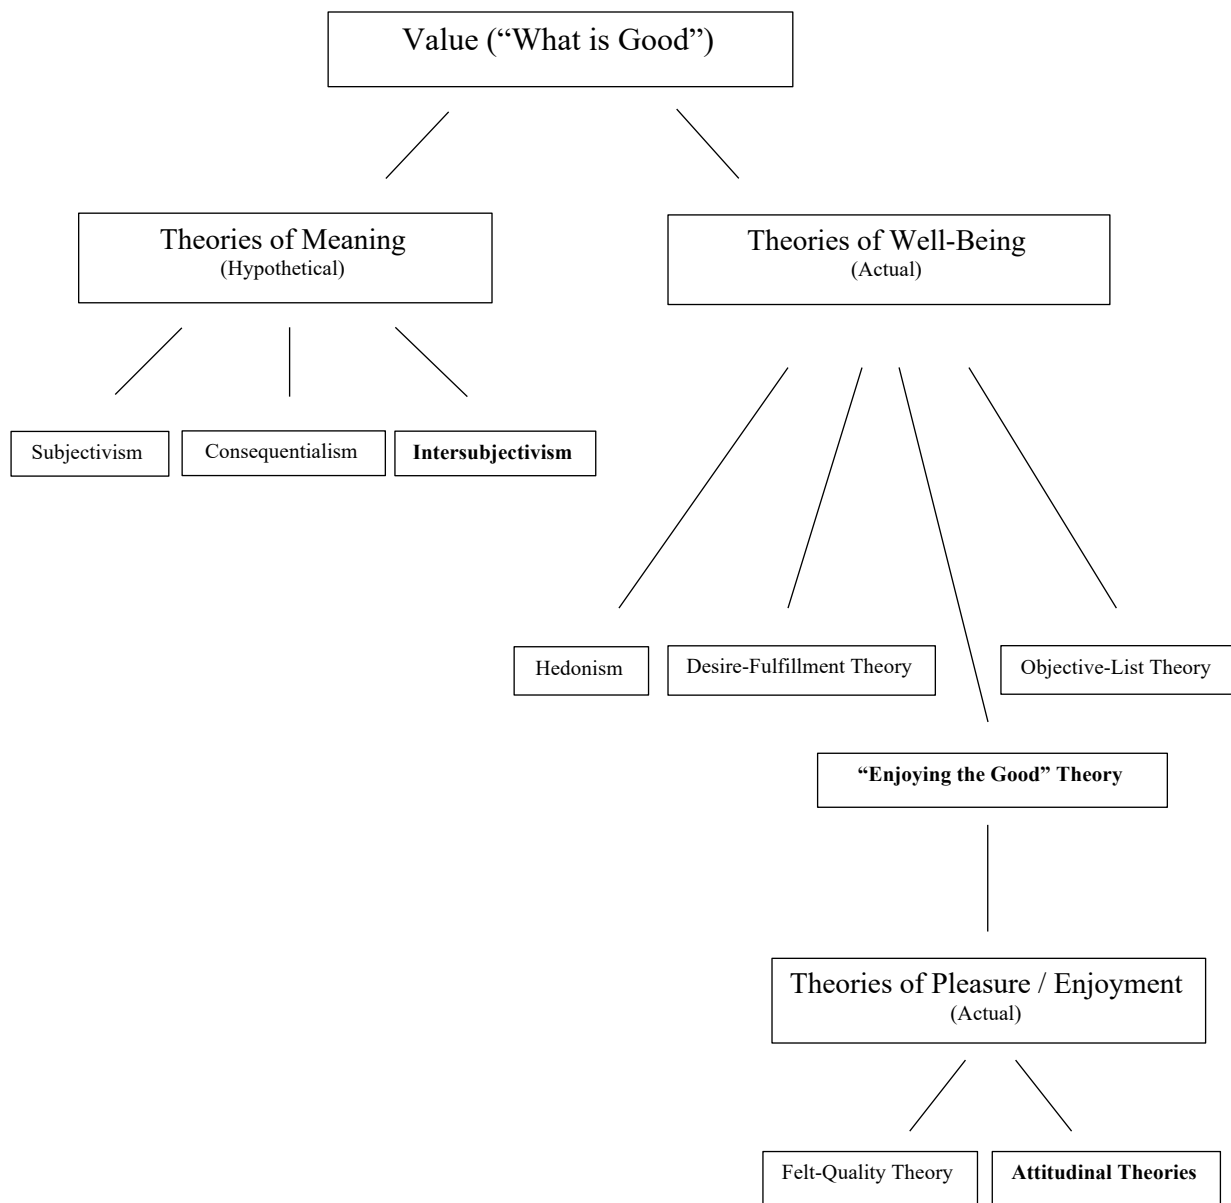 Value (“What is Good”)
Theories of Meaning
(Hypothetical)
Theories of Well-Being
(Actual)
Subjectivism
Consequentialism
Intersubjectivism
Hedonism
Desire-Fulfillment Theory
Objective-List Theory
“Enjoying the Good” Theory
Theories of Pleasure / Enjoyment
(Actual)
Felt-Quality Theory
Attitudinal Theories